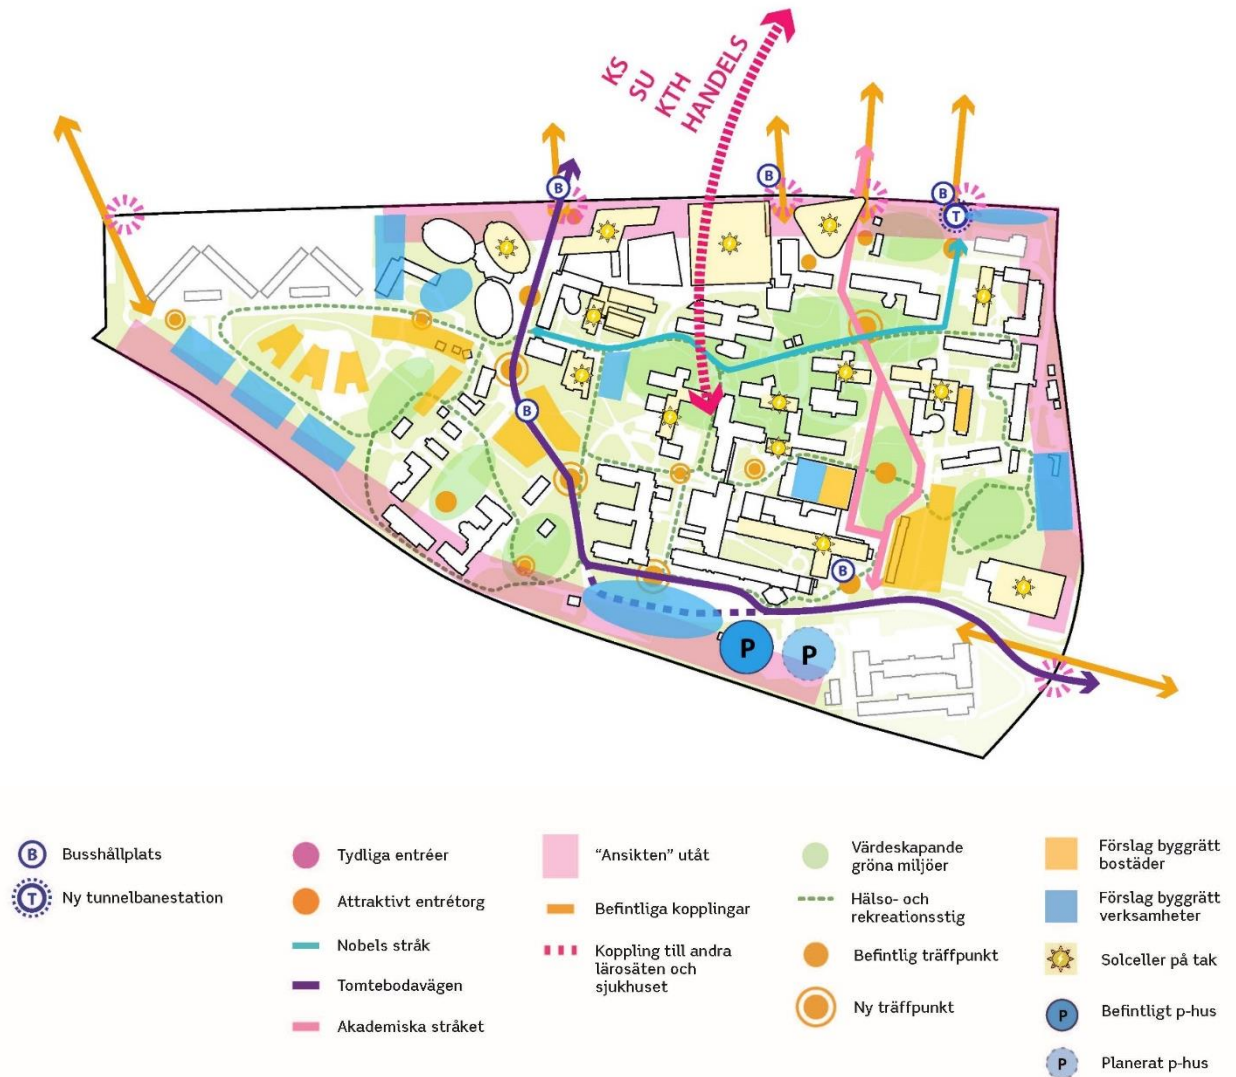 KS
SU
KTH
HANDELS
B
B
B
T
B
B
P
P
B
Busshållplats
T
Ny tunnelbanestation
Tydliga entréer
Attraktivt entrétorg
Nobels stråk
Tomtebodavägen
Akademiska stråket
"Ansikten" utåt
Befintliga kopplingar
Koppling till andra
lärosäten och
sjukhuset
Värdeskapande
gröna miljöer
Hälso- och
rekreationsstig
Befintlig träffpunkt
Ny träffpunkt
Förslag byggrätt
bostäder
Förslag byggrätt
verksamheter
Solceller på tak
P
Befintligt p-hus
P
Planerat p-hus